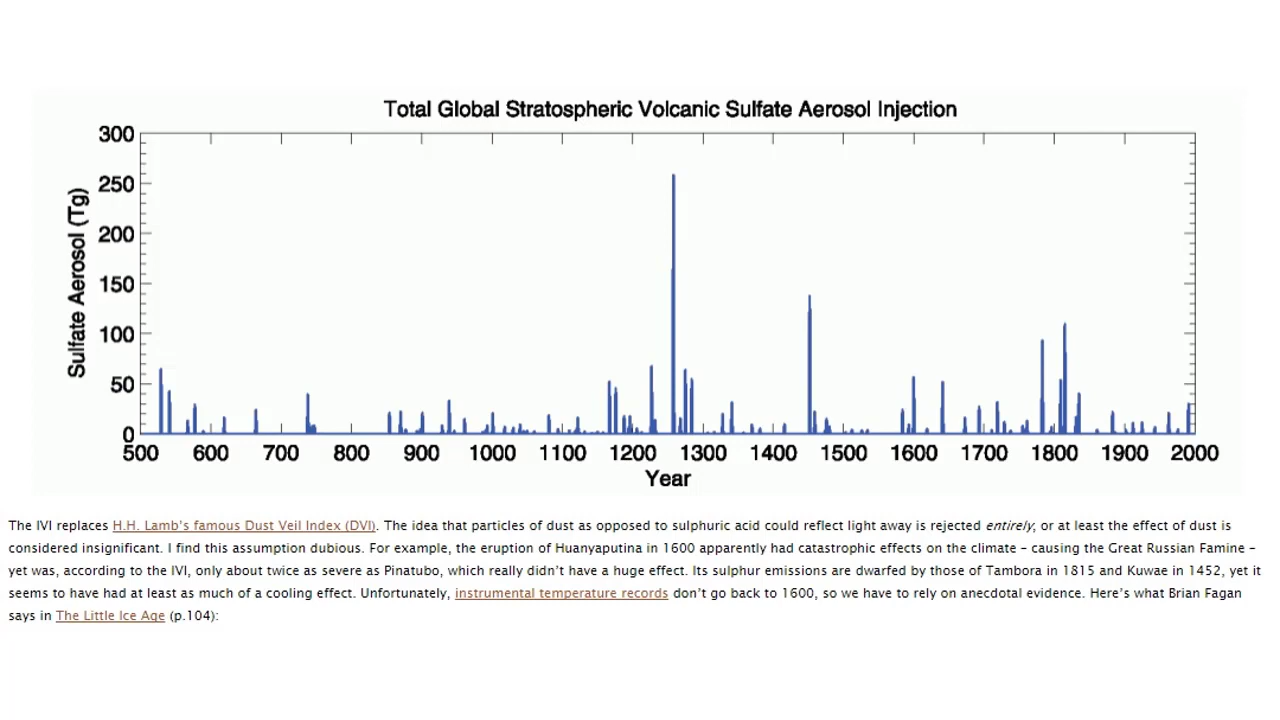 Total Global Stratospheric Volcanic Sulfate Aerosol Injection
300
250
200
150
100
50
0
Sulfate Aerosol (Tg)
500 600 700 800 900 1000 1100 1200 1300 1400 1500 1600 1700 1800 1900 2000
Year
The IVI replaces H.H. Lamb's famous Dust Veil Index (DVI). The idea that particles of dust as opposed to sulphuric acid could reflect light away is rejected entirely, or at least the effect of dust is
considered insignificant. I find this assumption dubious. For example, the eruption of Huanyaputina in 1600 apparently had catastrophic effects on the climate – causing the Great Russian Famine –
yet was, according to the IVI, only about twice as severe as Pinatubo, which really didn't have a huge effect. Its sulphur emissions are dwarfed by those of Tambora in 1815 and Kuwae in 1452, yet it
seems to have had at least as much of a cooling effect. Unfortunately, instrumental temperature records don't go back to 1600, so we have to rely on anecdotal evidence. Here's what Brian Fagan
says in The Little Ice Age (p.104):